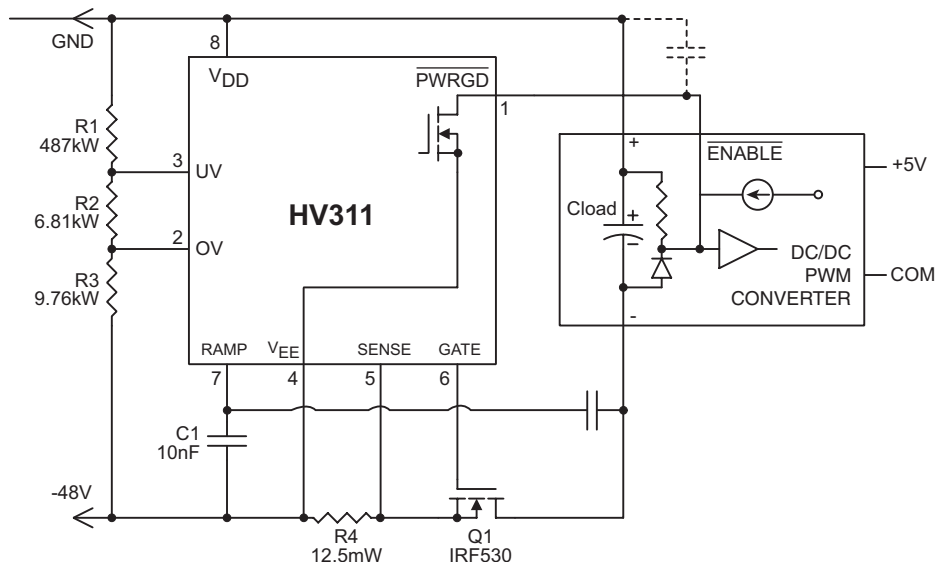 GND
8
VDD
PWRGD
1
R1
487kW
3
UV
ENABLE
+5V
R2
6.81kW
HV311
Cload
+
+
−
2
OV
DC/DC
PWM
CONVERTER
COM
R3
9.76kW
-
RAMP
VEE
SENSE
GATE
7
4
5
6
C1
10nF
-48V
R4
12.5mW
Q1
IRF530